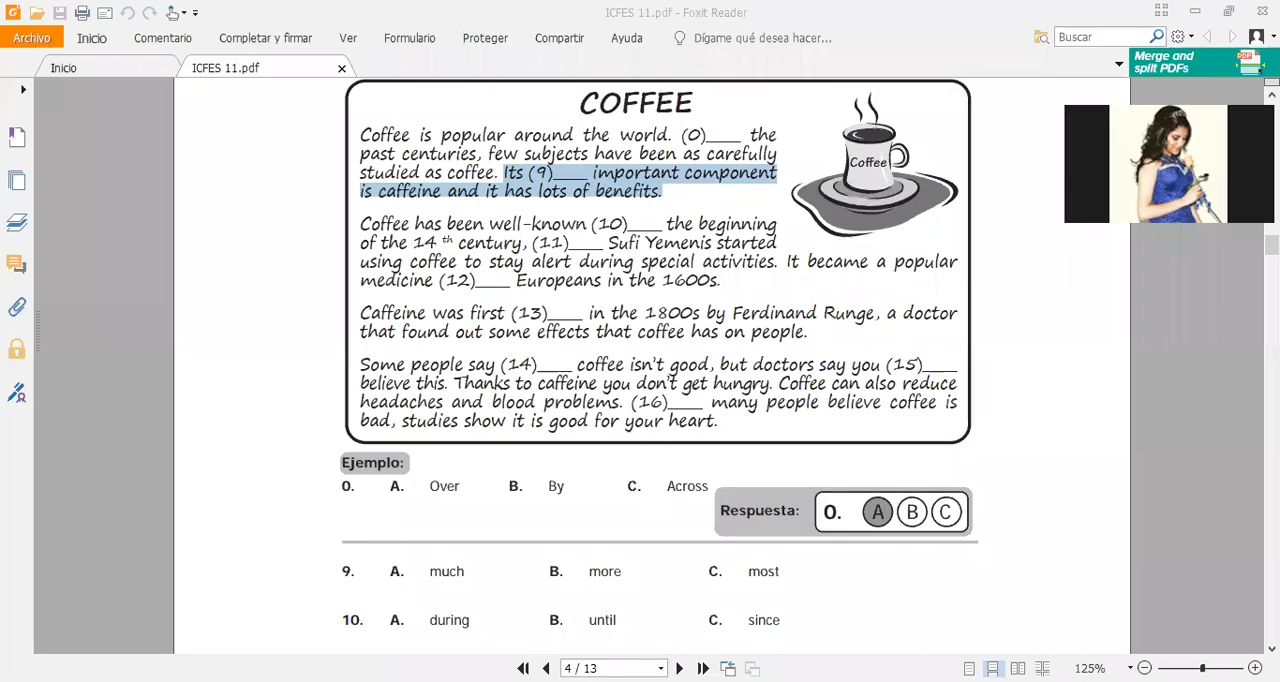 ICFES 11.pdf - Foxit Reader
Archivo Inicio Comentario Completar y firmar Ver Formulario Proteger Compartir Ayuda Dígame qué desea hacer... Buscar
Inicio ICFES 11.pdf
Merge and
split PDFs
PDF
COFFEE
Coffee is popular around the world. (0)____ the
past centuries, few subjects have been as carefully
studied as coffee. Its (9)____ important component
is caffeine and it has lots of benefits.
Coffee
Coffee has been well-known (10)____ the beginning
of the 14 th century, (11)____ Sufi Yemenis started
using coffee to stay alert during special activities. It became a popular
medicine (12)____ Europeans in the 1600s.
Caffeine was first (13)____ in the 1800s by Ferdinand Runge, a doctor
that found out some effects that coffee has on people.
Some people say (14)____ coffee isn't good, but doctors say you (15)____
believe this. Thanks to caffeine you don't get hungry. Coffee can also reduce
headaches and blood problems. (16)____ many people believe coffee is
bad, studies show it is good for your heart.
Ejemplo:
0. A. Over B. By C. Across
Respuesta: 0. A B C
9. A. much B. more C. most
10. A. during B. until C. since
4 / 13
125%